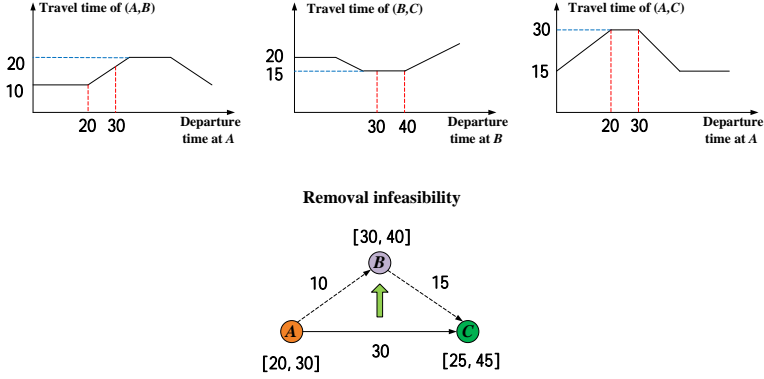 Travel time of (A,B)
20
10
20 30
Departure
time at A
Travel time of (B,C)
20
15
30 40
Departure
time at B
Travel time of (A,C)
30
15
20 30
Departure
time at A
Removal infeasibility
[30, 40]
B
10
15
A
C
30
[20, 30]
[25, 45]